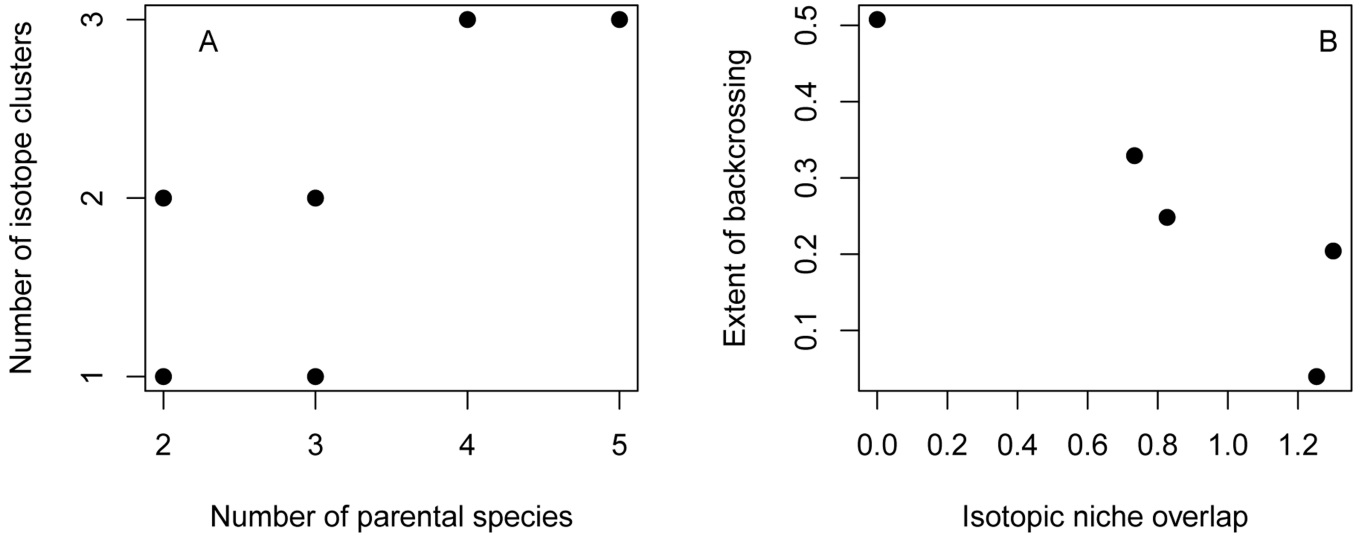 A
Number of isotope clusters
3
2
1
2 3 4 5
Number of parental species
B
Extent of backcrossing
0.5
0.4
0.3
0.2
0.1
0.0 0.2 0.4 0.6 0.8 1.0 1.2
Isotopic niche overlap